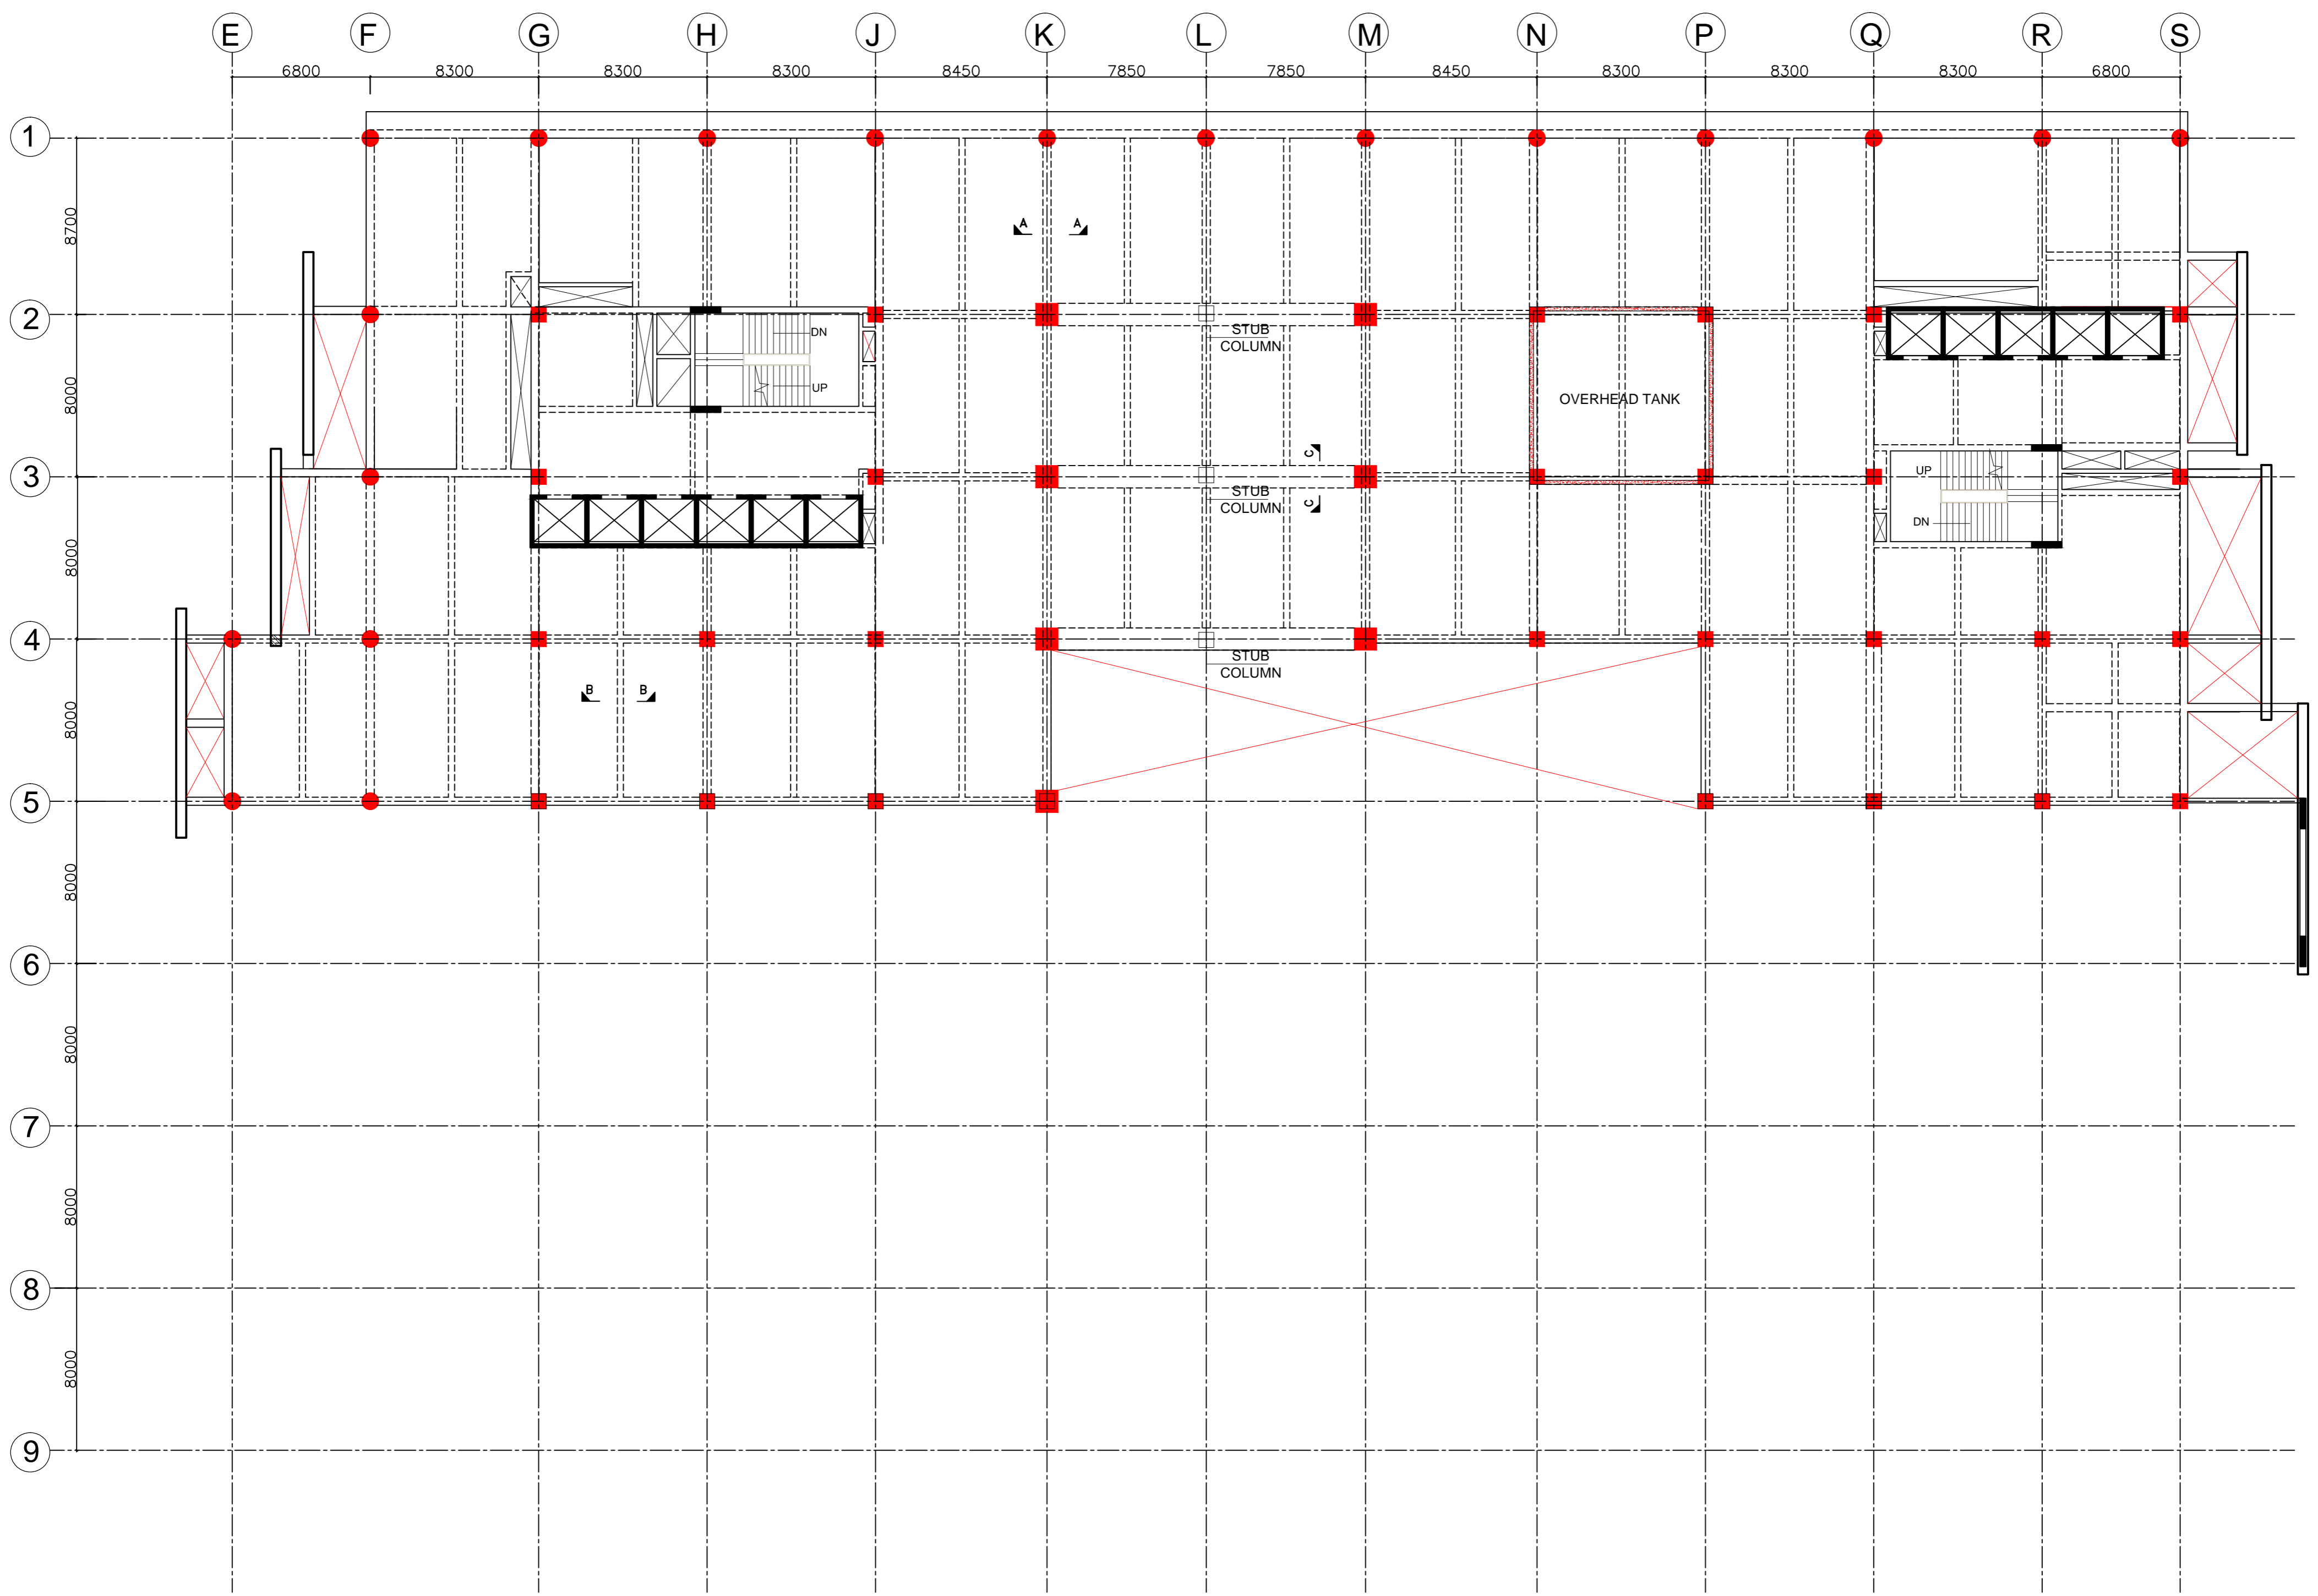 E F G H J K L M N P Q R S
6800 8300 8300 8300 8450 7850 7850 8450 8300 8300 8300 6800
1
8700
A A
2
DN
STUB
COLUMN
8000
UP
OVERHEAD TANK
C
3
UP
STUB
COLUMN
C
DN
8000
4
STUB
COLUMN
B B
8000
5
8000
6
8000
7
8000
8
8000
9